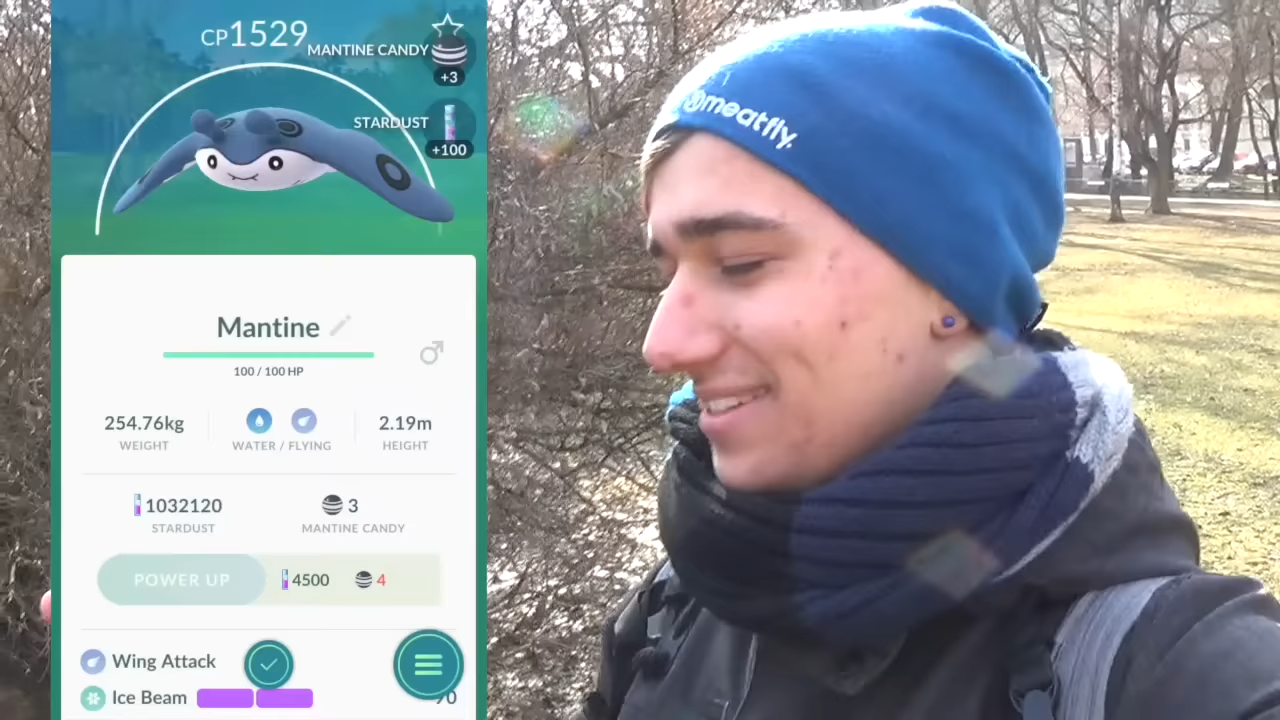 CP1529
MANTINE CANDY
+3
STARDUST
+100
Mantine
100 / 100 HP
254.76kg
WEIGHT
WATER / FLYING
2.19m
HEIGHT
1032120
STARDUST
3
MANTINE CANDY
POWER UP
4500
4
Wing Attack
Ice Beam
90
@meatfly.